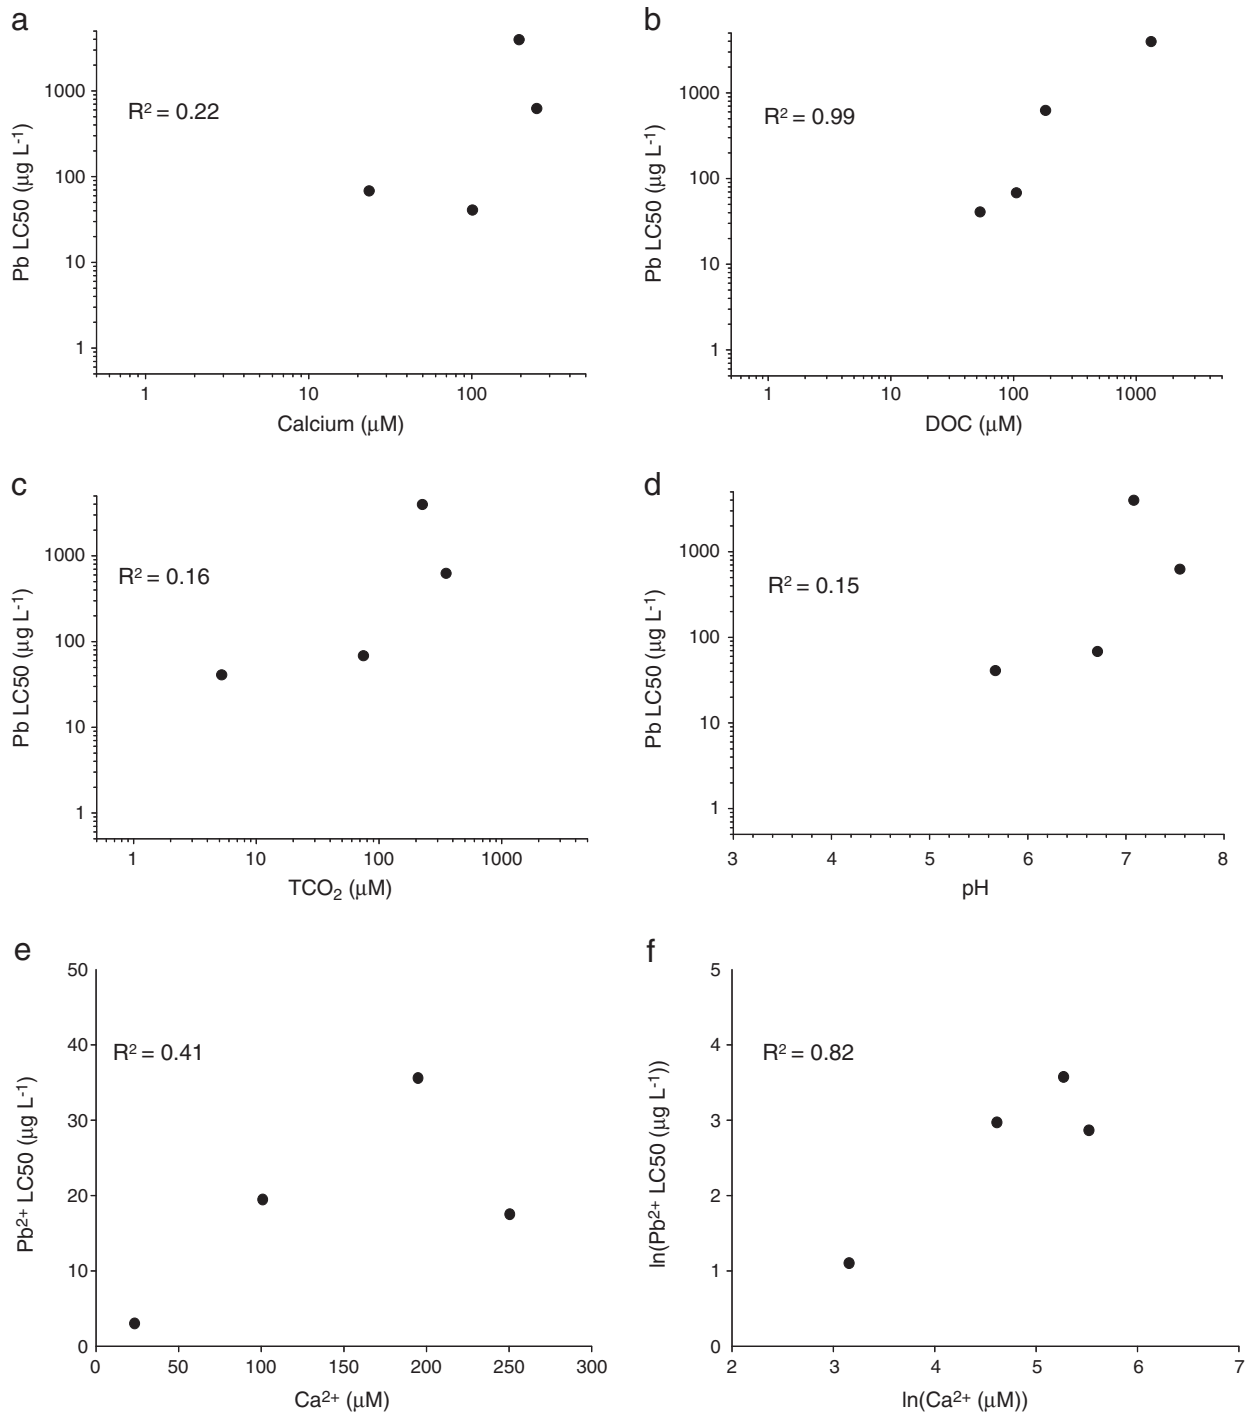 a
1000
100
10
1
Pb LC50 (µg L⁻¹)
R² = 0.22
1 10 100
Calcium (µM)
b
1000
100
10
1
Pb LC50 (µg L⁻¹)
R² = 0.99
1 10 100 1000
DOC (µM)
c
1000
100
10
1
Pb LC50 (µg L⁻¹)
R² = 0.16
1 10 100 1000
TCO₂ (µM)
d
1000
100
10
1
Pb LC50 (µg L⁻¹)
R² = 0.15
3 4 5 6 7 8
pH
e
50
40
30
20
10
0
Pb²⁺ LC50 (µg L⁻¹)
R² = 0.41
0 50 100 150 200 250 300
Ca²⁺ (µM)
f
5
4
3
2
1
0
ln(Pb²⁺ LC50 (µg L⁻¹))
R² = 0.82
2 3 4 5 6 7
ln(Ca²⁺ (µM))